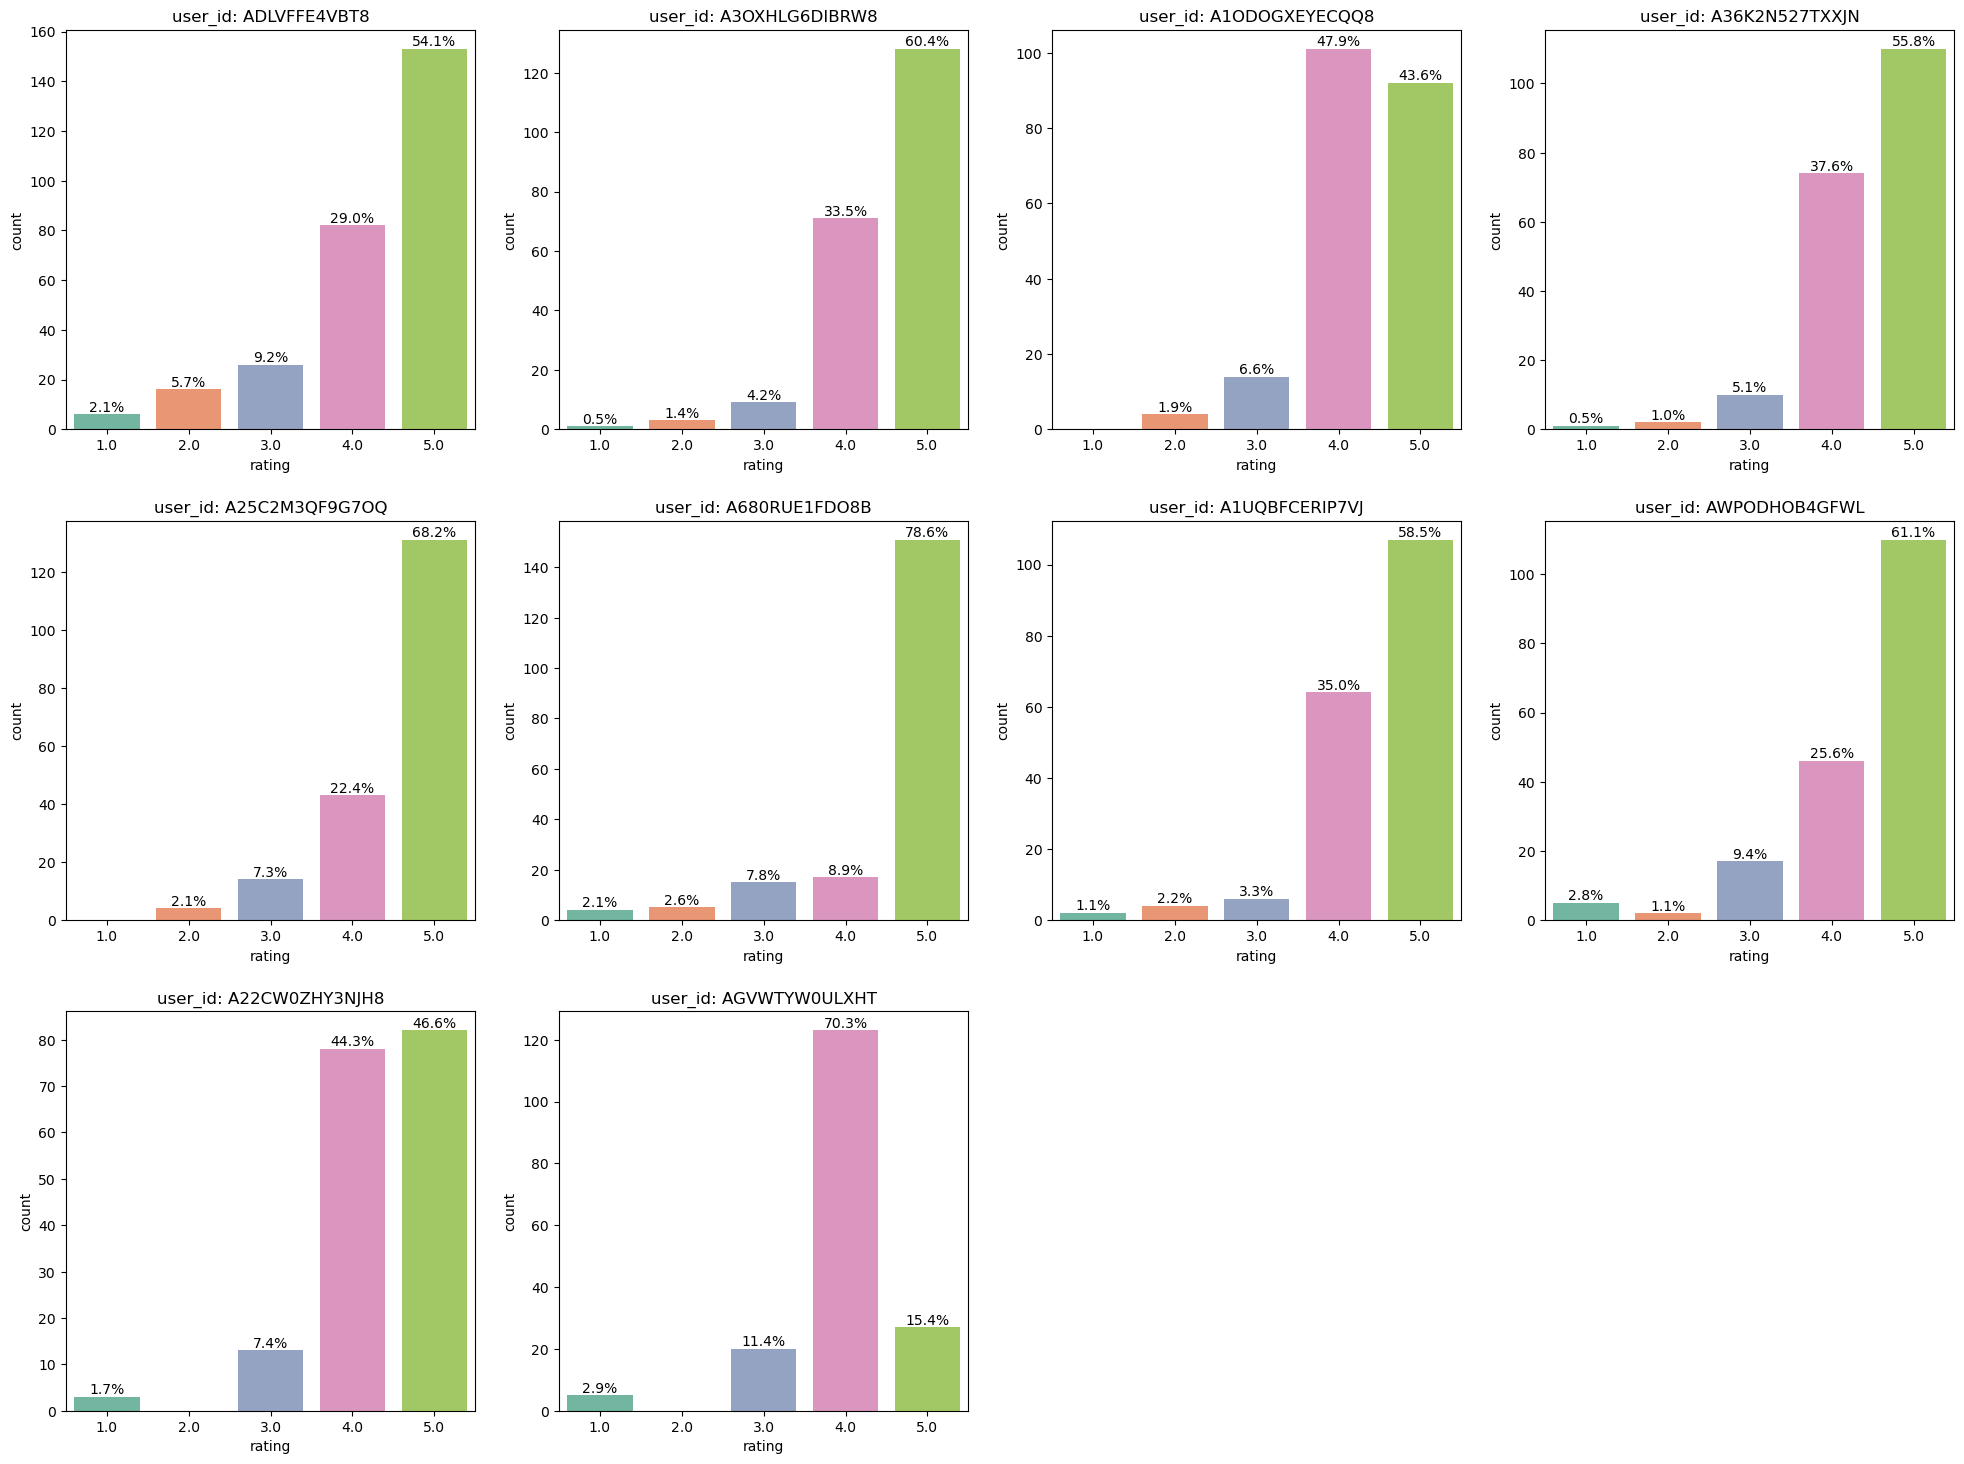 user_id: ADLVFFE4VBT8
160
140
120
100
80
60
40
20
0
count
2.1%
5.7%
9.2%
29.0%
54.1%
1.0 2.0 3.0 4.0 5.0
rating
user_id: A3OXHLG6DIBRW8
120
100
80
60
40
20
0
count
0.5%
1.4%
4.2%
33.5%
60.4%
1.0 2.0 3.0 4.0 5.0
rating
user_id: A1ODOGXEYECQQ8
100
80
60
40
20
0
count
1.9%
6.6%
47.9%
43.6%
1.0 2.0 3.0 4.0 5.0
rating
user_id: A36K2N527TXXJN
100
80
60
40
20
0
count
0.5%
1.0%
5.1%
37.6%
55.8%
1.0 2.0 3.0 4.0 5.0
rating
user_id: A25C2M3QF9G7OQ
120
100
80
60
40
20
0
count
2.1%
7.3%
22.4%
68.2%
1.0 2.0 3.0 4.0 5.0
rating
user_id: A680RUE1FDO8B
140
120
100
80
60
40
20
0
count
2.1%
2.6%
7.8%
8.9%
78.6%
1.0 2.0 3.0 4.0 5.0
rating
user_id: A1UQBFCERIP7VJ
100
80
60
40
20
0
count
1.1%
2.2%
3.3%
35.0%
58.5%
1.0 2.0 3.0 4.0 5.0
rating
user_id: AWPODHOB4GFWL
100
80
60
40
20
0
count
2.8%
1.1%
9.4%
25.6%
61.1%
1.0 2.0 3.0 4.0 5.0
rating
user_id: A22CW0ZHY3NJH8
80
70
60
50
40
30
20
10
0
count
1.7%
7.4%
44.3%
46.6%
1.0 2.0 3.0 4.0 5.0
rating
user_id: AGVWTYW0ULXHT
120
100
80
60
40
20
0
count
2.9%
11.4%
70.3%
15.4%
1.0 2.0 3.0 4.0 5.0
rating